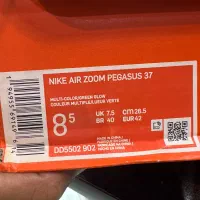 NIKE AIR ZOOM PEGASUS 37
MULTI-COLOUR/GREEN GLOW
COULEUR MULTIPLE/LUEUR VERTE
8.5
UK 7.5
CM 26.5
BR 40
EUR 42
DD5502 902